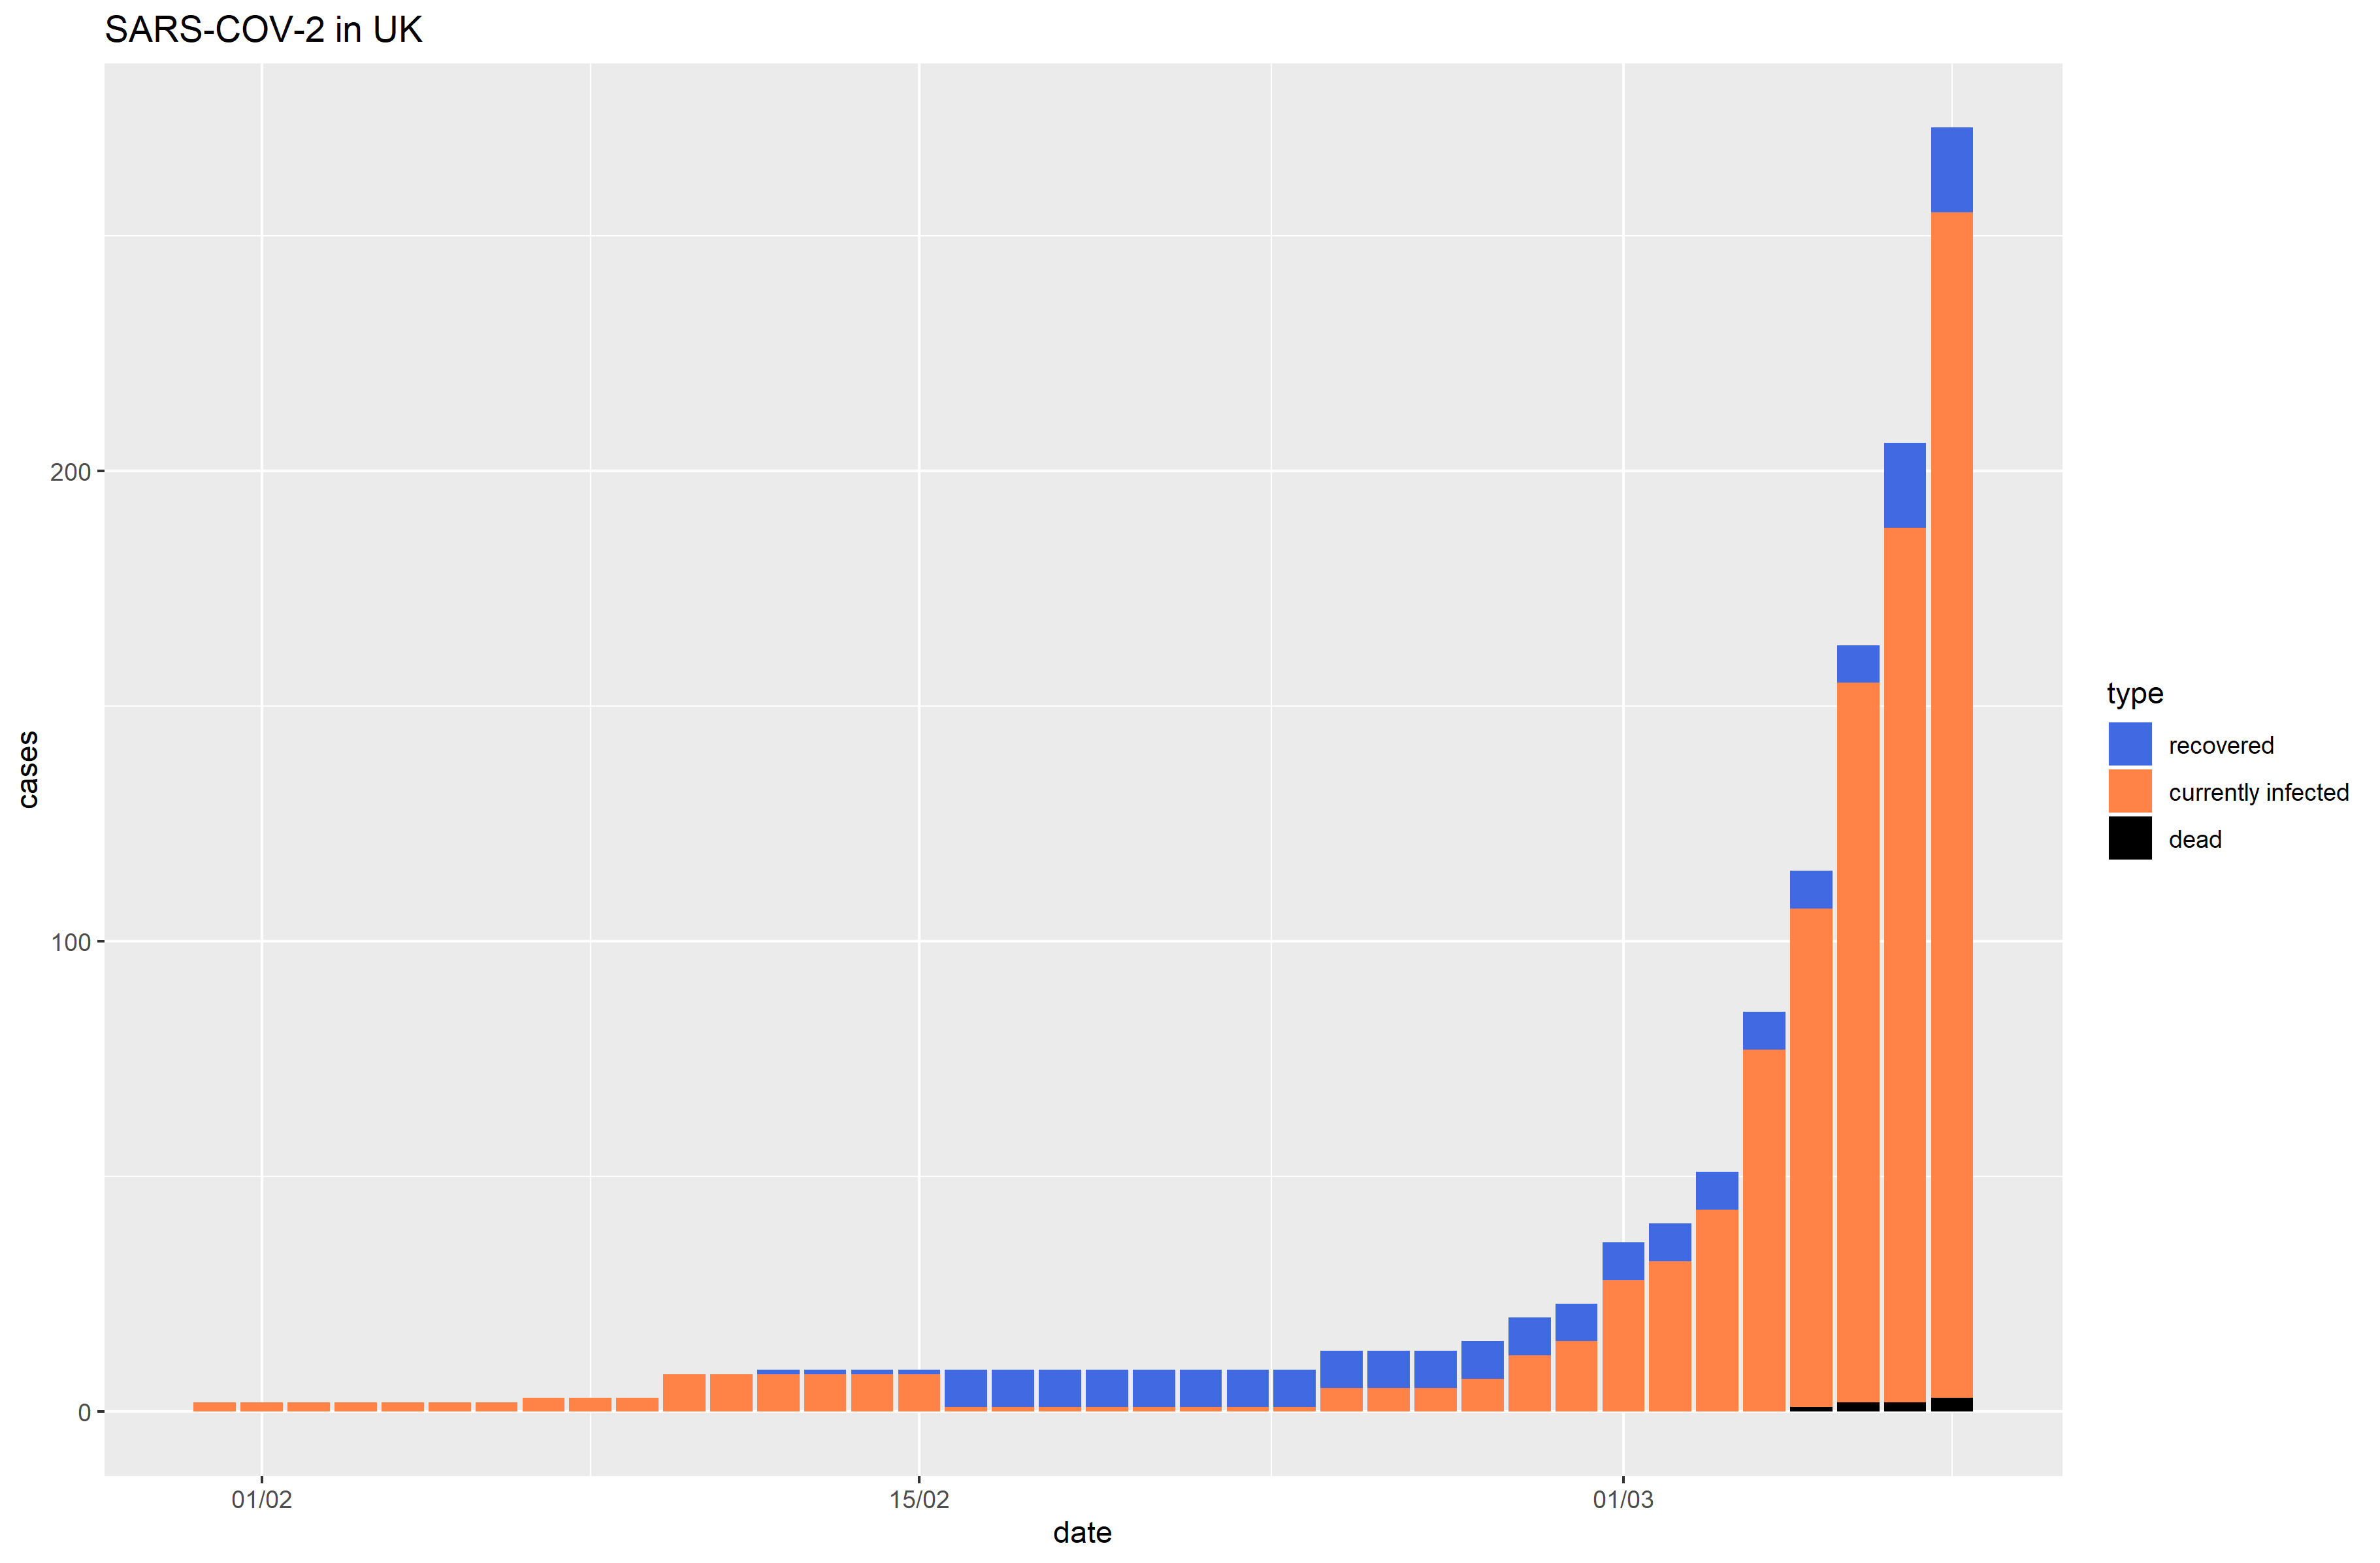 SARS-COV-2 in UK
cases
200
100
0
01/02
15/02
01/03
date
type
recovered
currently infected
dead